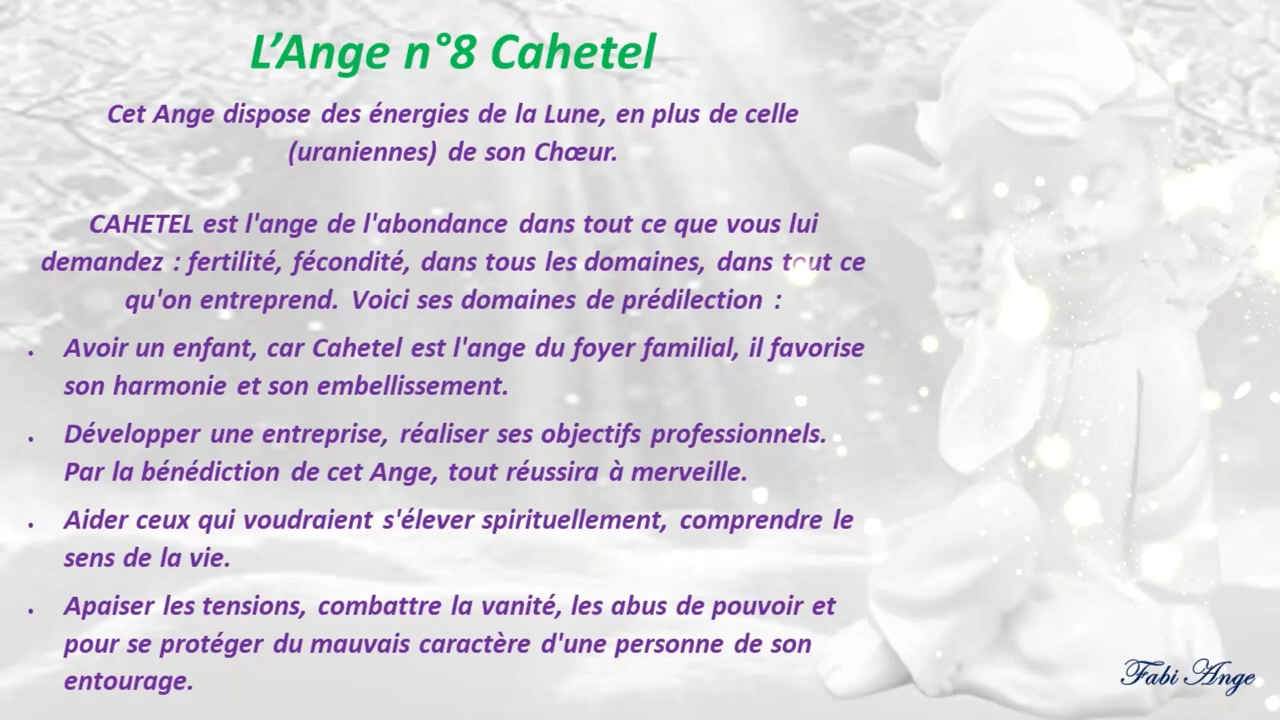 L’Ange n°8 Cahetel
Cet Ange dispose des énergies de la Lune, en plus de celle
(uraniennes) de son Chœur.
CAHETEL est l'ange de l'abondance dans tout ce que vous lui
demandez : fertilité, fécondité, dans tous les domaines, dans tout ce
qu'on entreprend. Voici ses domaines de prédilection :
• Avoir un enfant, car Cahetel est l'ange du foyer familial, il favorise
son harmonie et son embellissement.
• Développer une entreprise, réaliser ses objectifs professionnels.
Par la bénédiction de cet Ange, tout réussira à merveille.
• Aider ceux qui voudraient s'élever spirituellement, comprendre le
sens de la vie.
• Apaiser les tensions, combattre la vanité, les abus de pouvoir et
pour se protéger du mauvais caractère d'une personne de son
entourage.
Fabi Ange